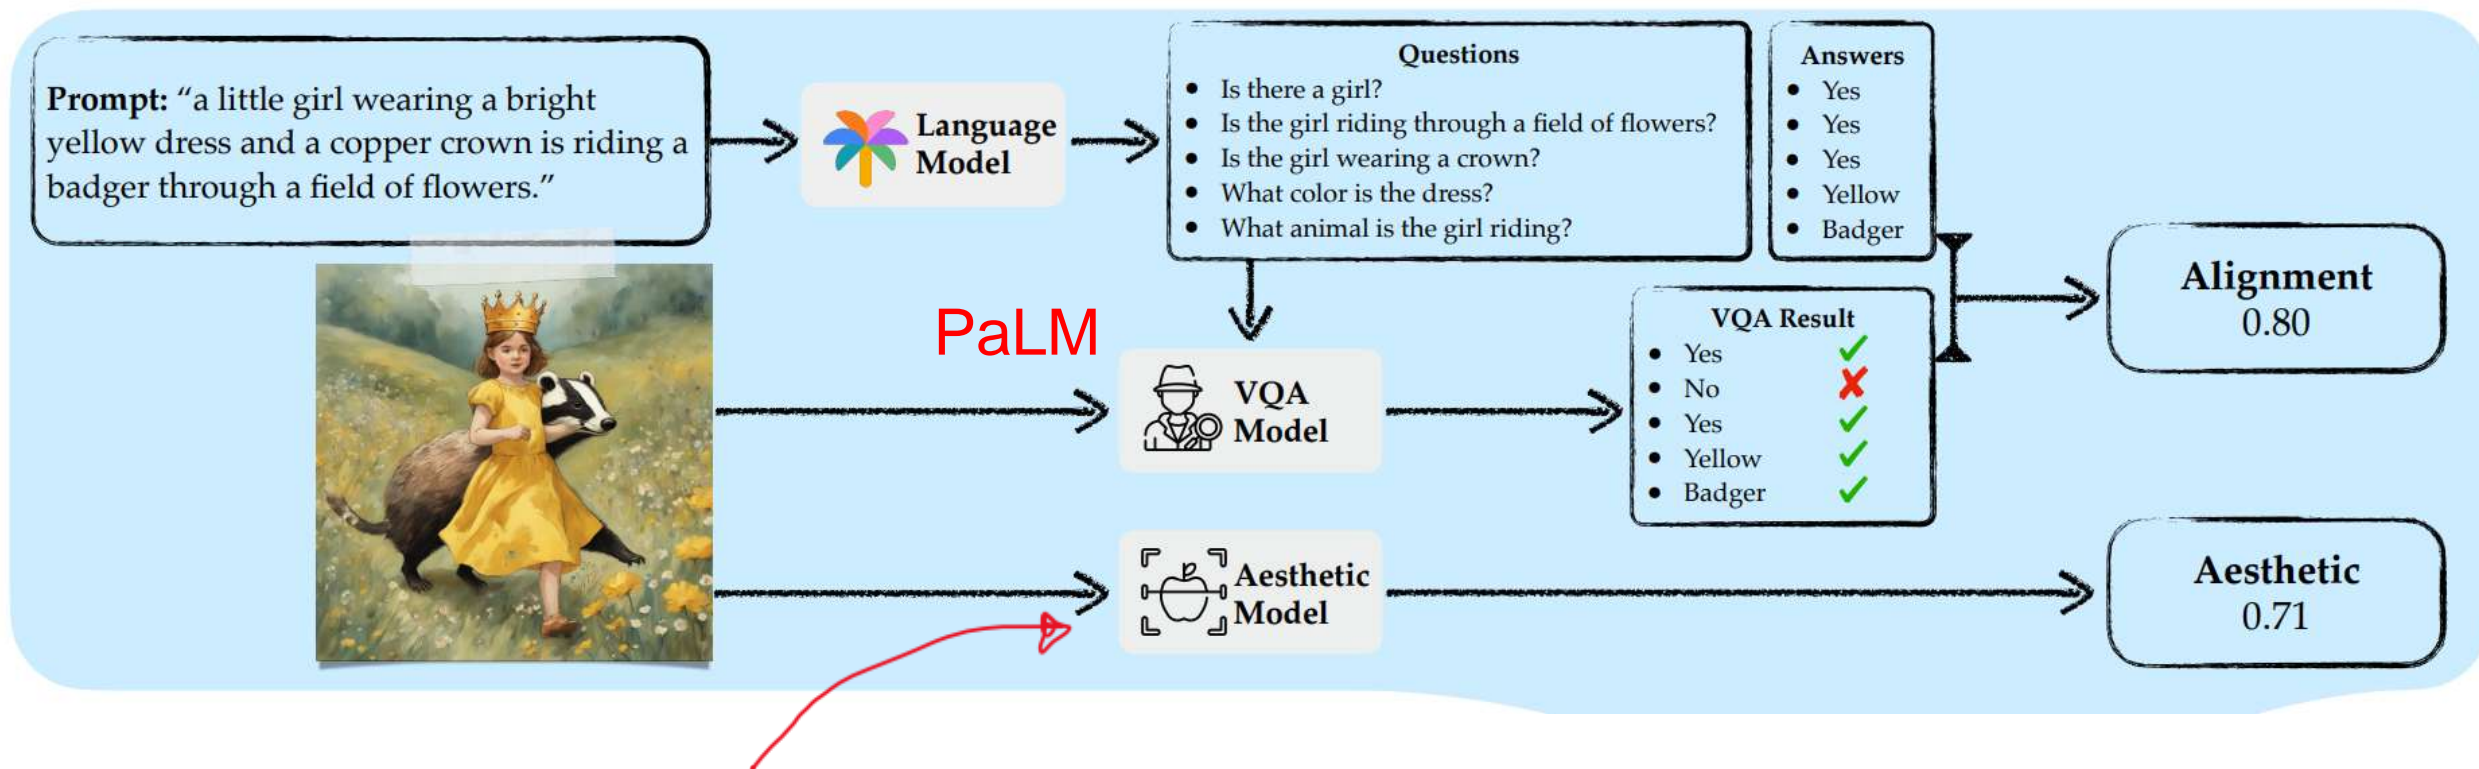 Prompt: “a little girl wearing a bright
yellow dress and a copper crown is riding a
badger through a field of flowers.”
Language
Model
Questions
• Is there a girl?
• Is the girl riding through a field of flowers?
• Is the girl wearing a crown?
• What color is the dress?
• What animal is the girl riding?
Answers
• Yes
• Yes
• Yes
• Yellow
• Badger
PaLM
VQA
Model
VQA Result
• Yes ✓
• No ✘
• Yes ✓
• Yellow ✓
• Badger ✓
Alignment
0.80
Aesthetic
Model
Aesthetic
0.71